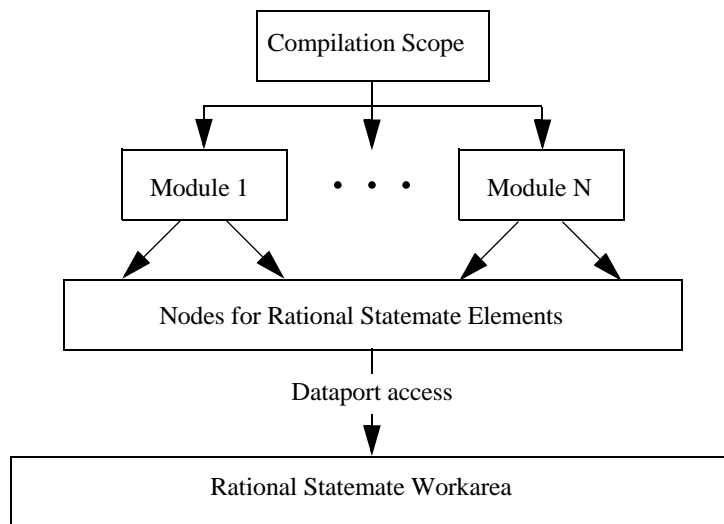 Compilation Scope
Module 1
• • •
Module N
Nodes for Rational Statemate Elements
Dataport access
Rational Statemate Workarea